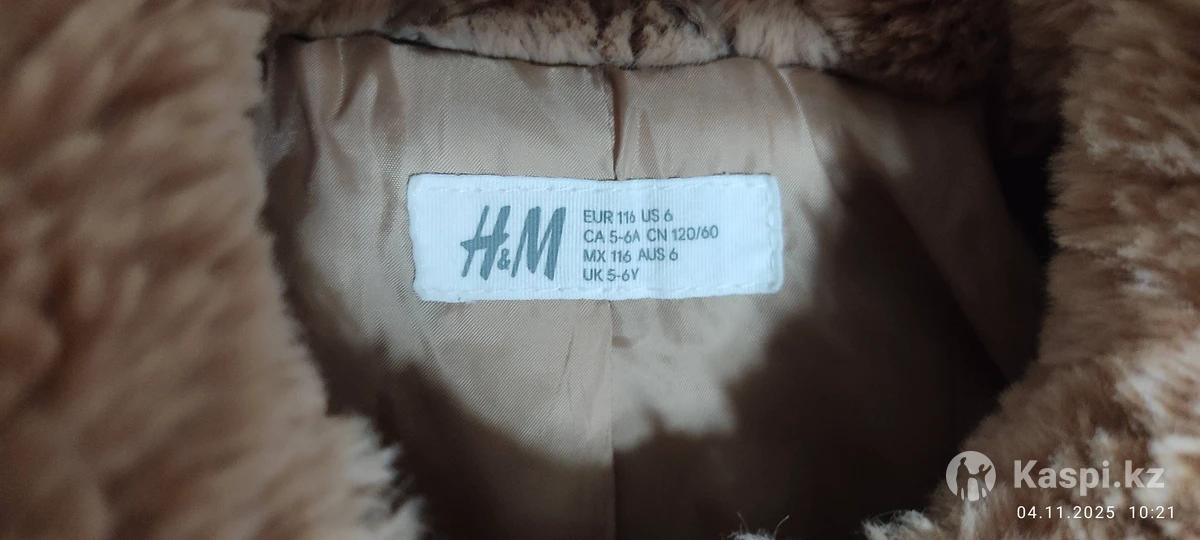 H&M
EUR 116 US 6
CA 5-6A CN 120/60
MX 116 AUS 6
UK 5-6Y
Kaspi.kz
04.11.2025 10:21